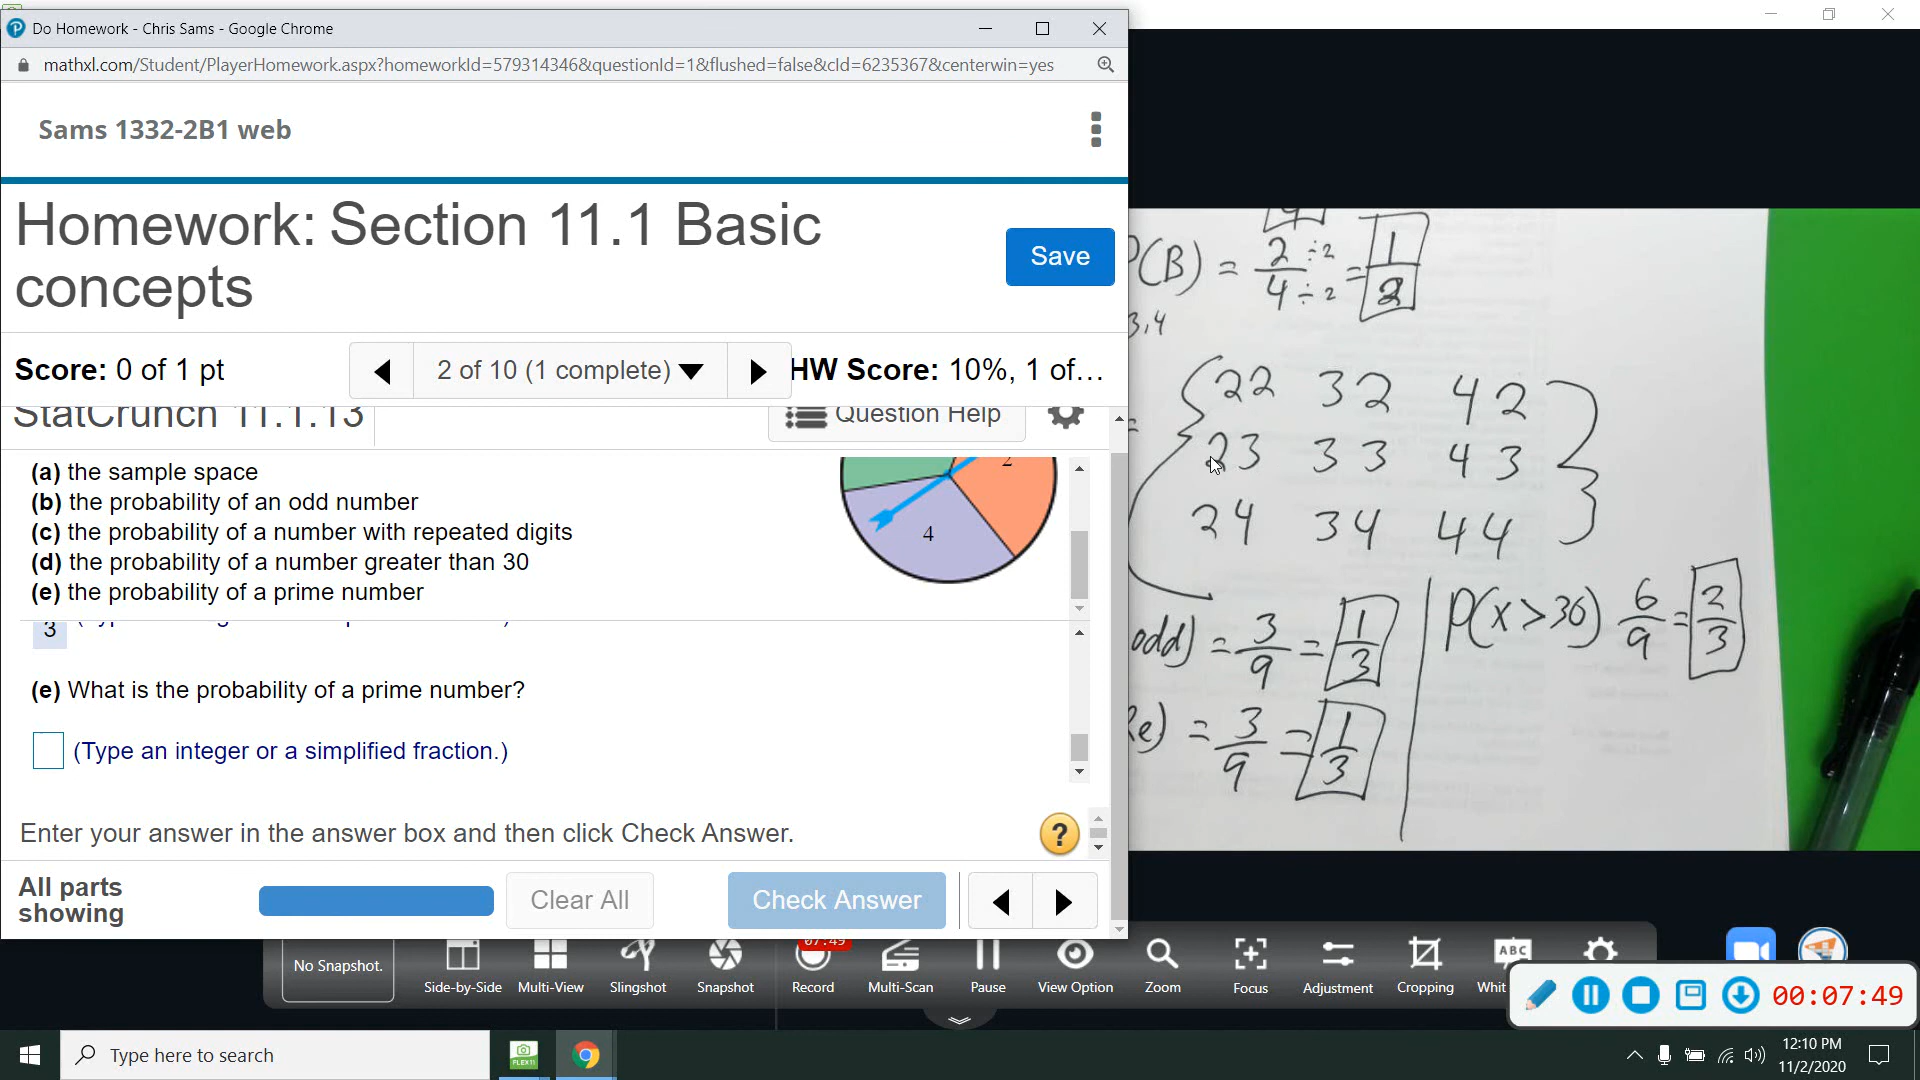 Do Homework - Chris Sams - Google Chrome
mathxl.com/Student/PlayerHomework.aspx?homeworkId=579314346&questionId=1&flushed=false&cId=6235367&centerwin=yes
Sams 1332-2B1 web
Homework: Section 11.1 Basic
concepts
Save
Score: 0 of 1 pt
2 of 10 (1 complete)
HW Score: 10%, 1 of...
StatCrunch 11.1.13
Question Help
(a) the sample space
(b) the probability of an odd number
(c) the probability of a number with repeated digits
(d) the probability of a number greater than 30
(e) the probability of a prime number
2
4
3
(e) What is the probability of a prime number?
(Type an integer or a simplified fraction.)
Enter your answer in the answer box and then click Check Answer.
?
All parts
showing
Clear All
Check Answer
P(B) = 2/4 ÷2/÷2 = 1/2
3,4
= { 22 32 42
23 33 43
24 34 44 }
odd) = 3/9 = 1/3
P(x>30) 6/9 = 2/3
Re) = 3/9 = 1/3
No Snapshot.
Side-by-Side
Multi-View
Slingshot
Snapshot
07:49
Record
Multi-Scan
Pause
View Option
Zoom
Focus
Adjustment
Cropping
ABC
Whit
00:07:49
Type here to search
FLEX11
12:10 PM
11/2/2020